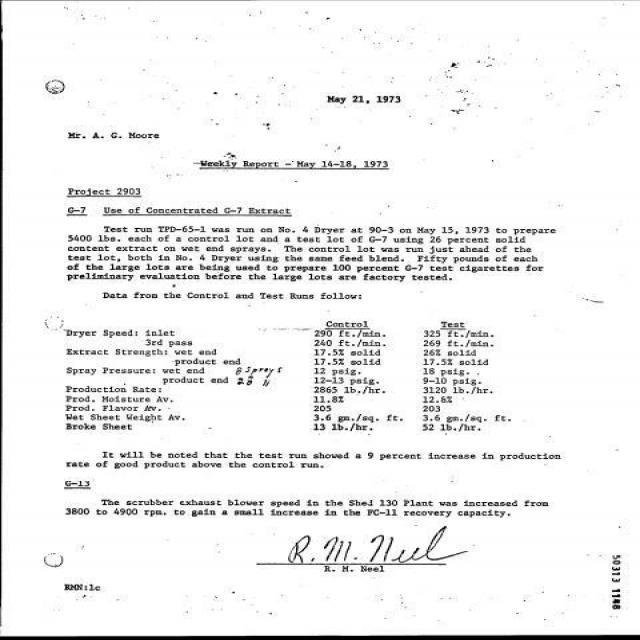 May 21, 1973
Mr. A. G. Moore
Weekly Report - May 14-18, 1973
Project 2903
G-7 Use of Concentrated G-7 Extract
Test run TPD-65-1 was run on No. 4 Dryer at 90-3 on May 15, 1973 to prepare
5400 lbs. each of a control lot and a test lot of G-7 using 26 percent solid
content extract on wet end sprays. The control lot was run just ahead of the
test lot, both in No. 4 Dryer using the same feed blend. Fifty pounds of each
of the large lots are being used to prepare 100 percent G-7 test cigarettes for
preliminary evaluation before the large lots are factory tested.
Data from the Control and Test Runs follow:
Control Test
Dryer Speed: inlet 290 ft./min. 325 ft./min.
3rd pass 240 ft./min. 269 ft./min.
Extract Strength: wet end 17.5% solid 26% solid
product end 17.5% solid 17.5% solid
Spray Pressure: wet end 8 sprays 12 psig. 18 psig.
product end 28 " 12-13 psig. 9-10 psig.
Production Rate: 2865 lb./hr. 3120 lb./hr.
Prod. Moisture Av. 11.8% 12.8%
Prod. Flavor Av. 205 203
Wet Sheet Weight Av. 3.6 gm./sq. ft. 3.6 gm./sq. ft.
Broke Sheet 13 lb./hr. 52 lb./hr.
It will be noted that the test run showed a 9 percent increase in production
rate of good product above the control run.
G-13
The scrubber exhaust blower speed in the Shed 130 Plant was increased from
3800 to 4900 rpm. to gain a small increase in the FC-11 recovery capacity.
R. M. Neel
R. M. Neel
RMN:lc
50313 1148